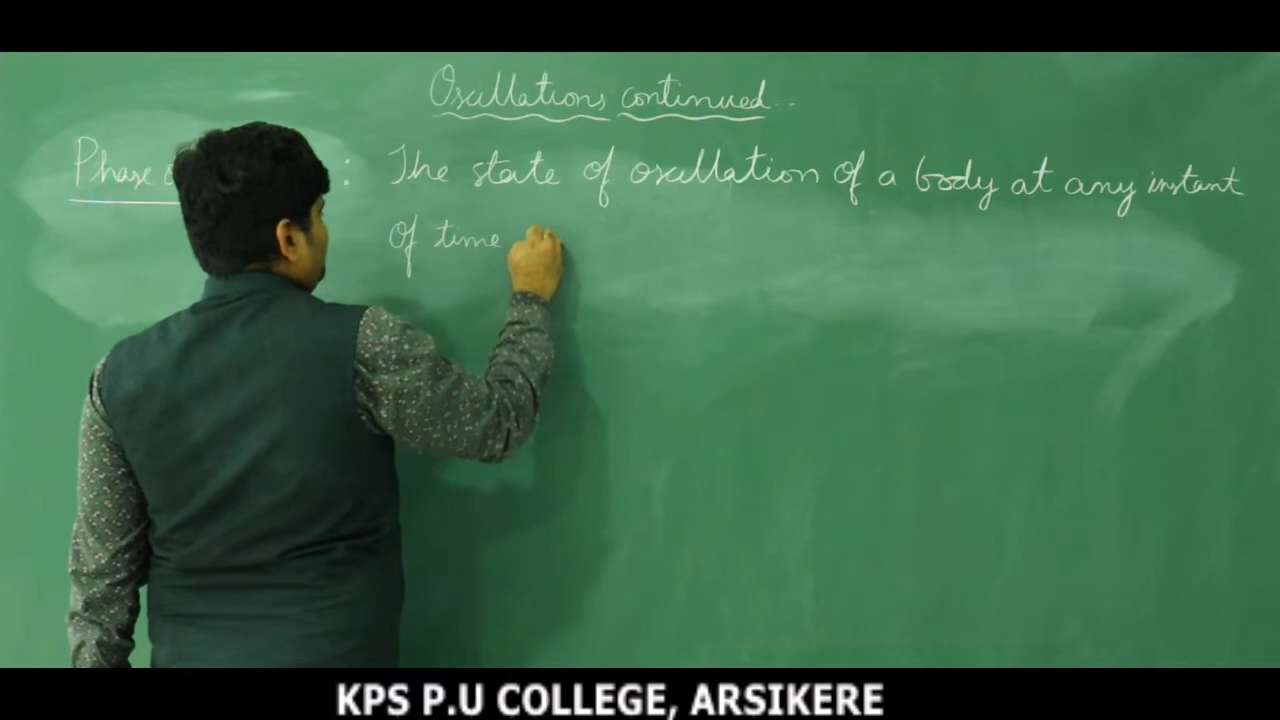 Oscillations continued...
Phase : The state of oscillation of a body at any instant
of time
KPS P.U COLLEGE, ARSIKERE